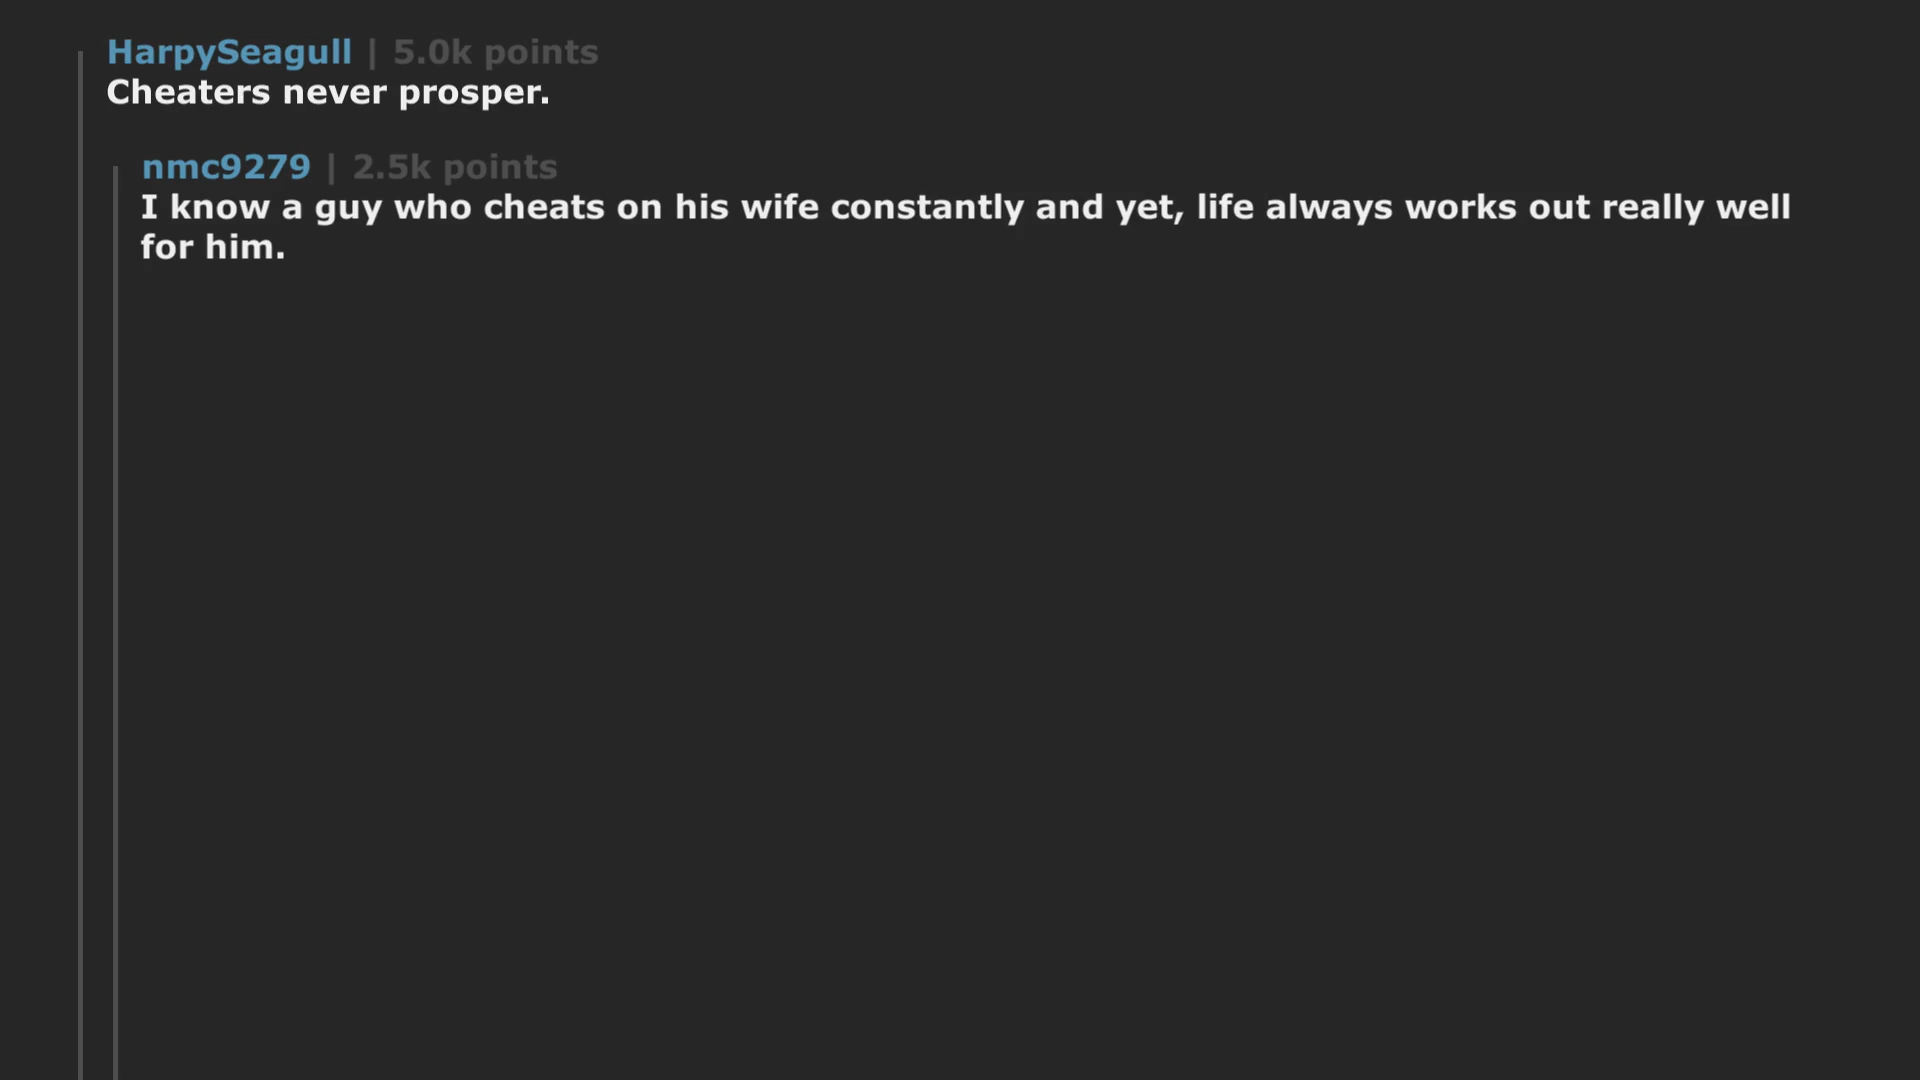 HarpySeagull | 5.0k points
Cheaters never prosper.
nmc9279 | 2.5k points
I know a guy who cheats on his wife constantly and yet, life always works out really well
for him.